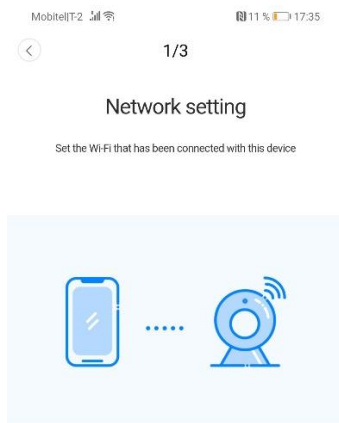 Mobitel|T-2 11 % 17:35
1/3
Network setting
Set the Wi-Fi that has been connected with this device